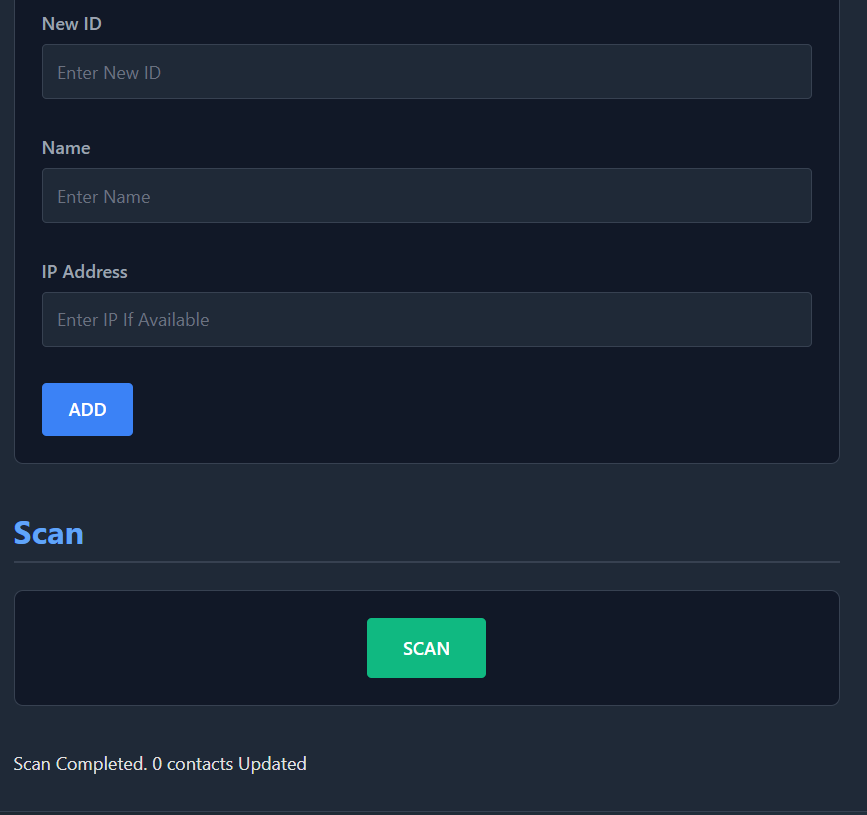 New ID
Enter New ID
Name
Enter Name
IP Address
Enter IP If Available
ADD
Scan
SCAN
Scan Completed. 0 contacts Updated